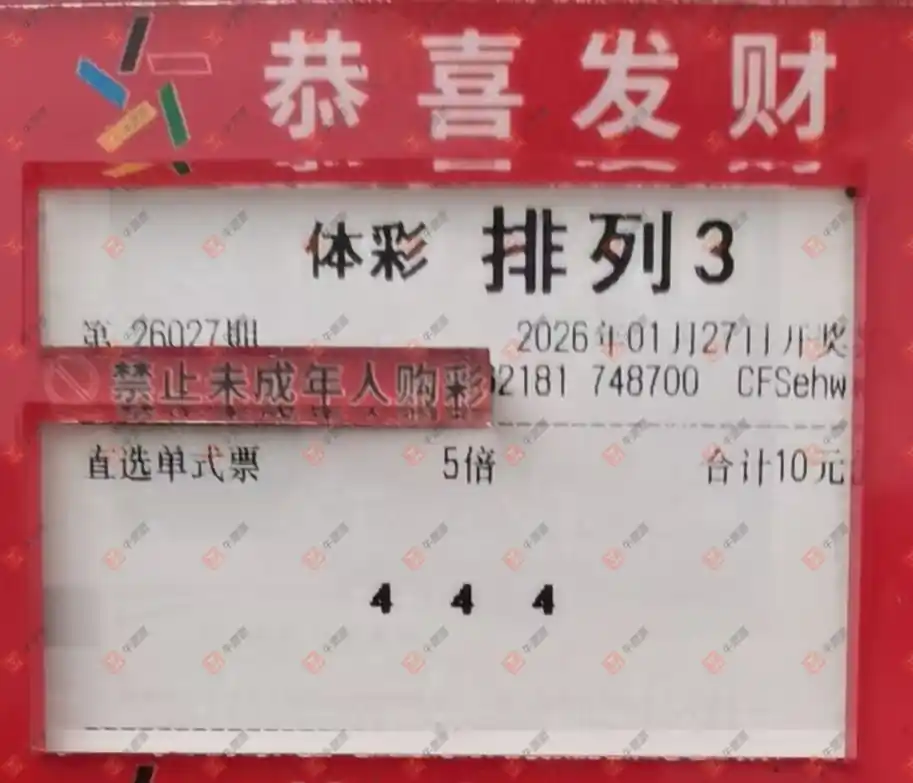 恭喜发财
体彩 排列3
第 26027期 2026年01月27日开奖
禁止未成年人购彩 2181 748700 CFSehw
直选单式票 5倍 合计10元
4 4 4